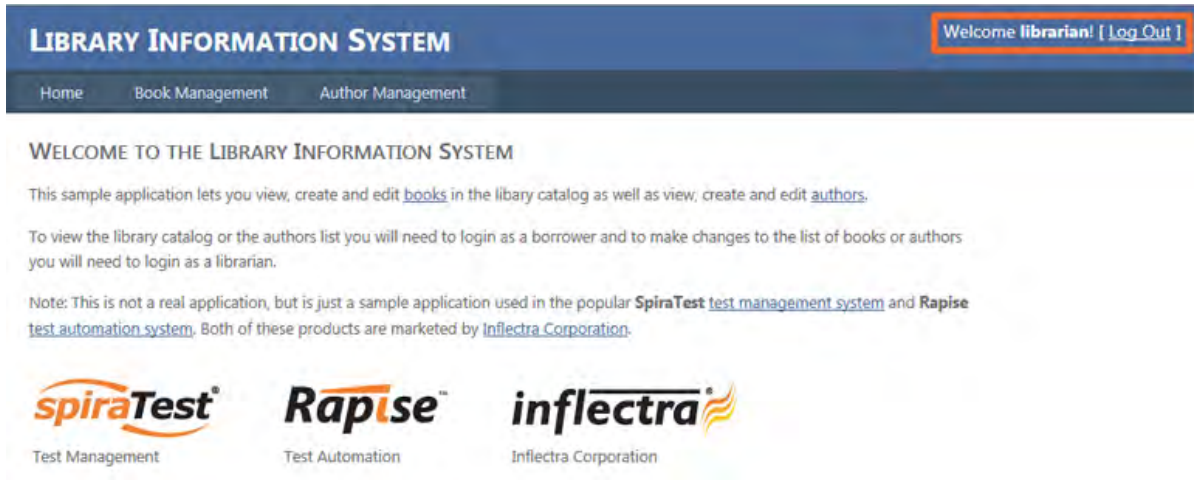 LIBRARY INFORMATION SYSTEM
Welcome librarian! [ Log Out ]
Home Book Management Author Management
WELCOME TO THE LIBRARY INFORMATION SYSTEM
This sample application lets you view, create and edit books in the libary catalog as well as view, create and edit authors.
To view the library catalog or the authors list you will need to login as a borrower and to make changes to the list of books or authors
you will need to login as a librarian.
Note: This is not a real application, but is just a sample application used in the popular SpiraTest test management system and Rapise
test automation system. Both of these products are marketed by Inflectra Corporation.
spiraTest® Rapise™ inflectra®
Test Management Test Automation Inflectra Corporation